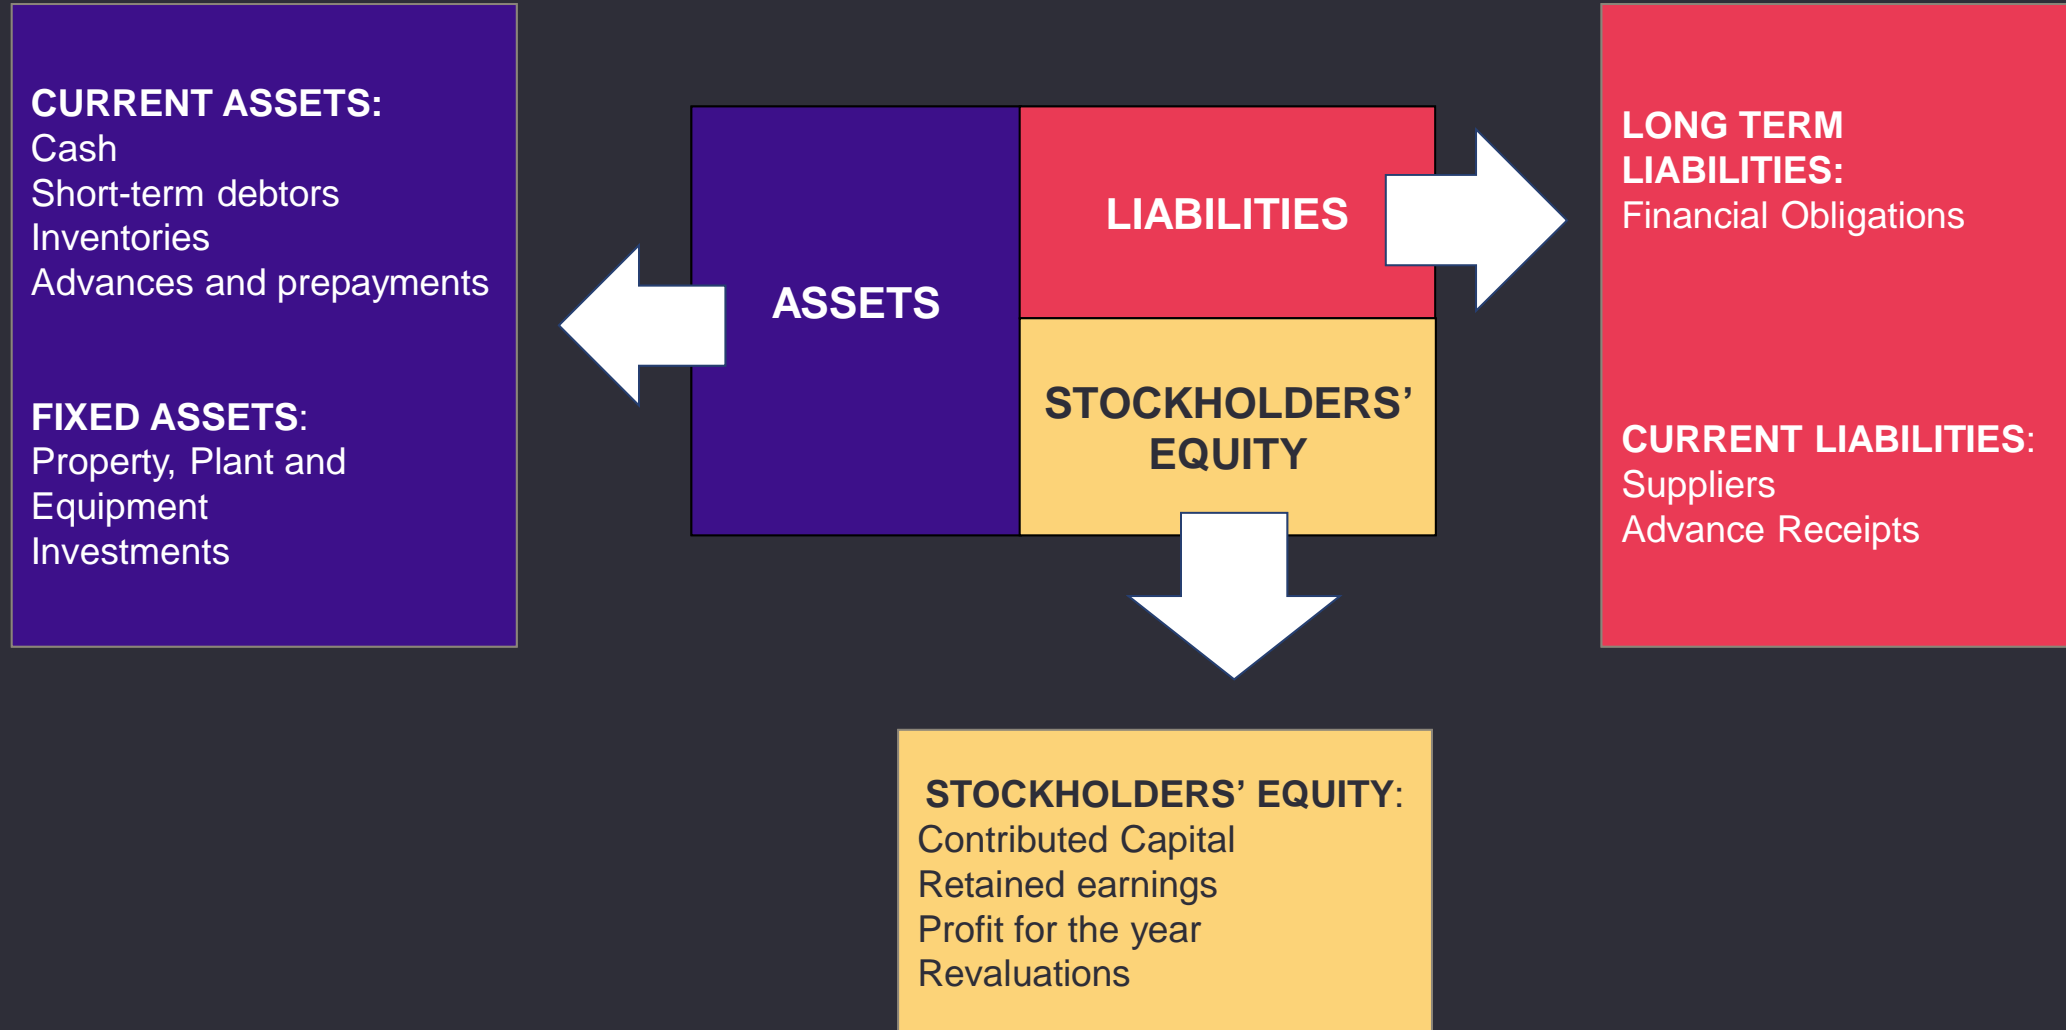 CURRENT ASSETS:
Cash
Short-term debtors
Inventories
Advances and prepayments
FIXED ASSETS:
Property, Plant and
Equipment
Investments
ASSETS
LIABILITIES
STOCKHOLDERS’
EQUITY
LONG TERM
LIABILITIES:
Financial Obligations
CURRENT LIABILITIES:
Suppliers
Advance Receipts
STOCKHOLDERS’ EQUITY:
Contributed Capital
Retained earnings
Profit for the year
Revaluations